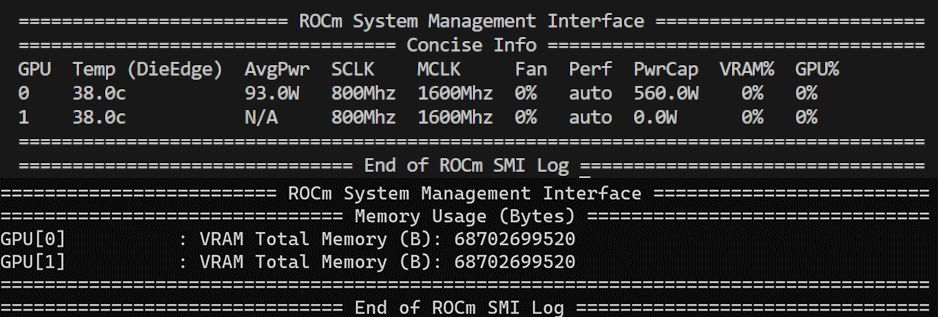 =========================== ROCm System Management Interface ===========================
====================================== Concise Info ======================================
GPU  Temp (DieEdge)  AvgPwr  SCLK    MCLK     Fan  Perf  PwrCap  VRAM%  GPU%
0    38.0c           93.0W   800Mhz  1600Mhz  0%   auto  560.0W    0%   0%
1    38.0c           N/A     800Mhz  1600Mhz  0%   auto  0.0W      0%   0%
==================================================================================
================================= End of ROCm SMI Log _==================================
========================= ROCm System Management Interface =========================
=============================== Memory Usage (Bytes) ===============================
GPU[0]          : VRAM Total Memory (B): 68702699520
GPU[1]          : VRAM Total Memory (B): 68702699520
====================================================================================
=============================== End of ROCm SMI Log ================================